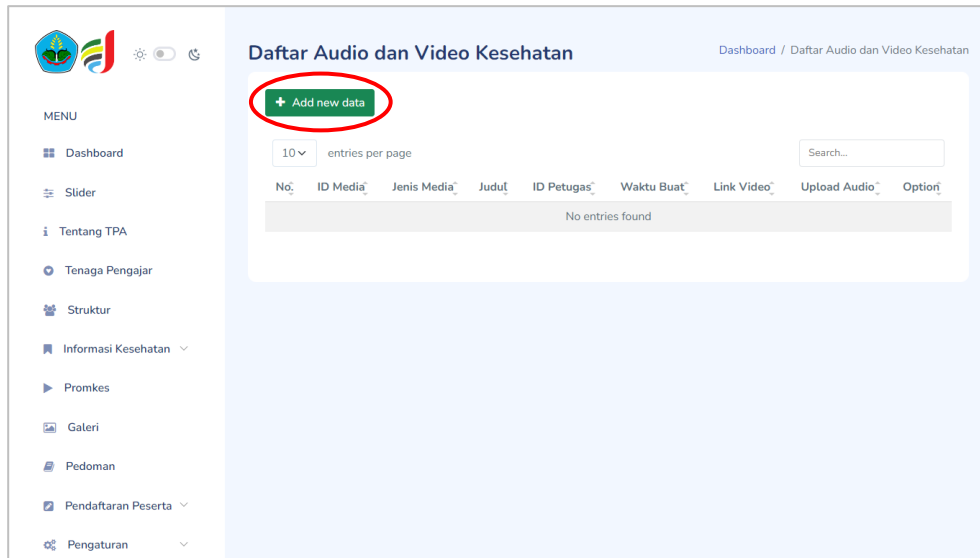 Daftar Audio dan Video Kesehatan
Dashboard / Daftar Audio dan Video Kesehatan
MENU
Dashboard
Slider
Tentang TPA
Tenaga Pengajar
Struktur
Informasi Kesehatan
Promkes
Galeri
Pedoman
Pendaftaran Peserta
Pengaturan
+ Add new data
10 entries per page
Search...
No. ID Media Jenis Media Judul ID Petugas Waktu Buat Link Video Upload Audio Option
No entries found